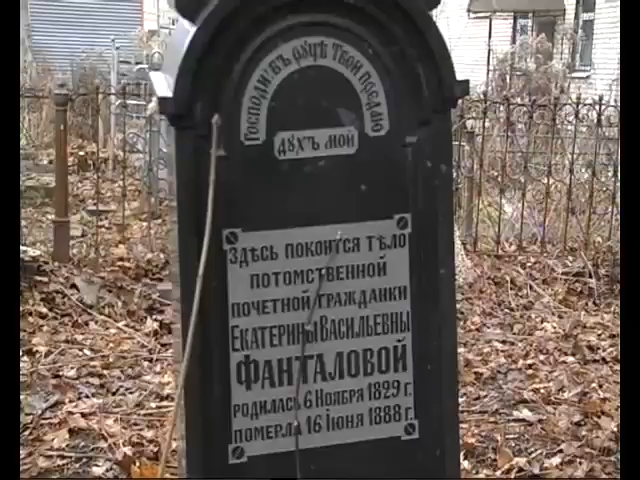 Господи: въ руцѣ Твои предаю
духъ мой
Здѣсь покоится тѣло
потомственной
почетной гражданки
Екатерины Васильевны
Фанталовой
родилась 6 Ноября 1829 г.
померла 16 Iюня 1888 г.